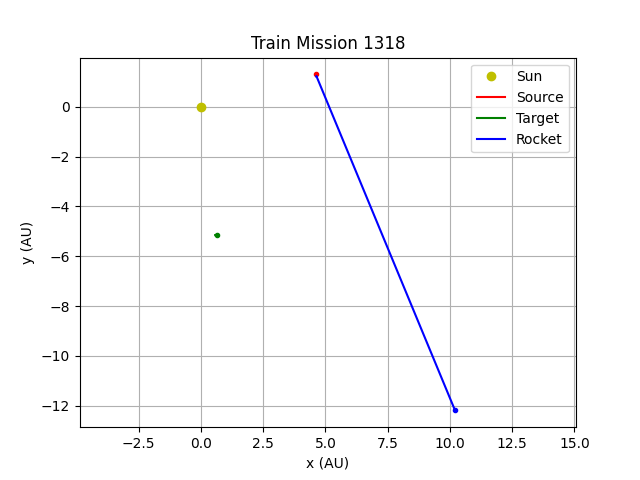 Train Mission 1318
Sun
Source
Target
Rocket
0
−2
−4
−6
−8
−10
−12
y (AU)
−2.5
0.0
2.5
5.0
7.5
10.0
12.5
15.0
x (AU)